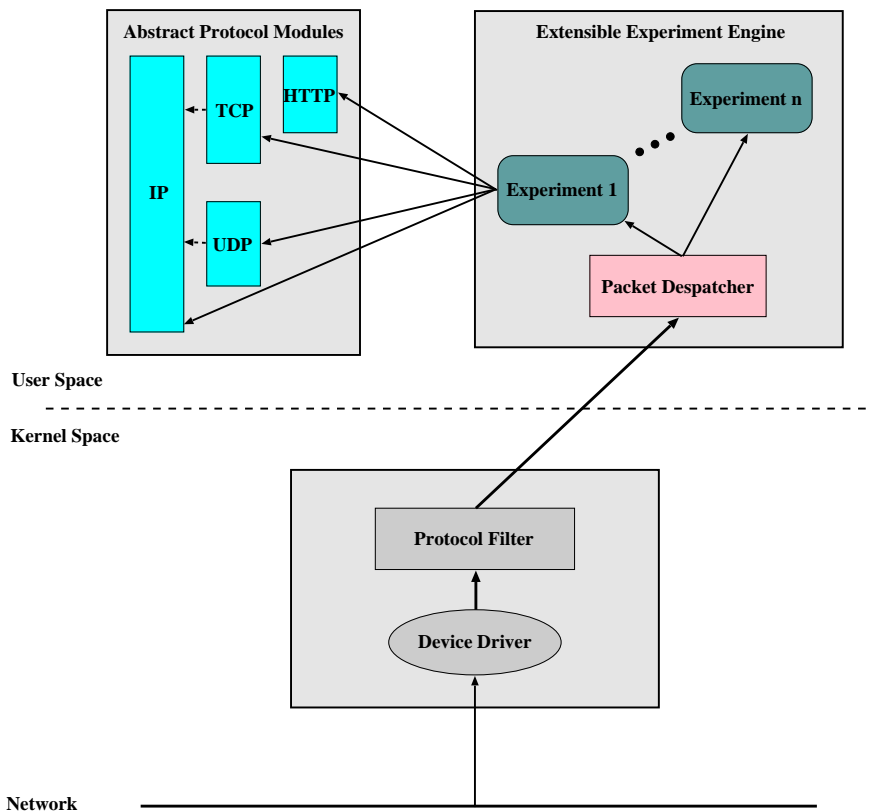 Abstract Protocol Modules
Extensible Experiment Engine
HTTP
TCP
Experiment n
IP
Experiment 1
UDP
Packet Despatcher
User Space
Kernel Space
Protocol Filter
Device Driver
Network